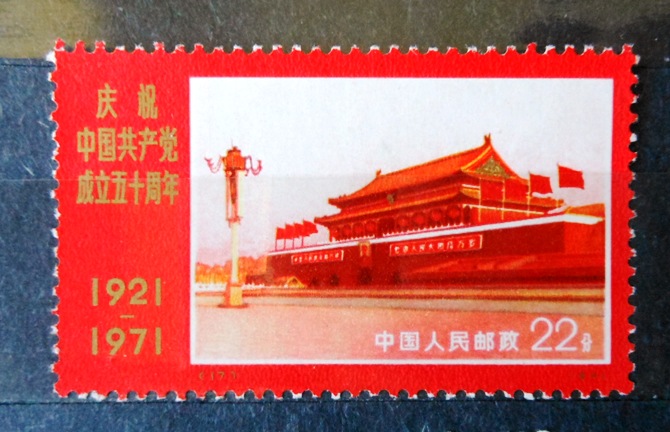 庆祝
中国共产党
成立五十周年
1921
—
1971
中国人民邮政 22分
(17)